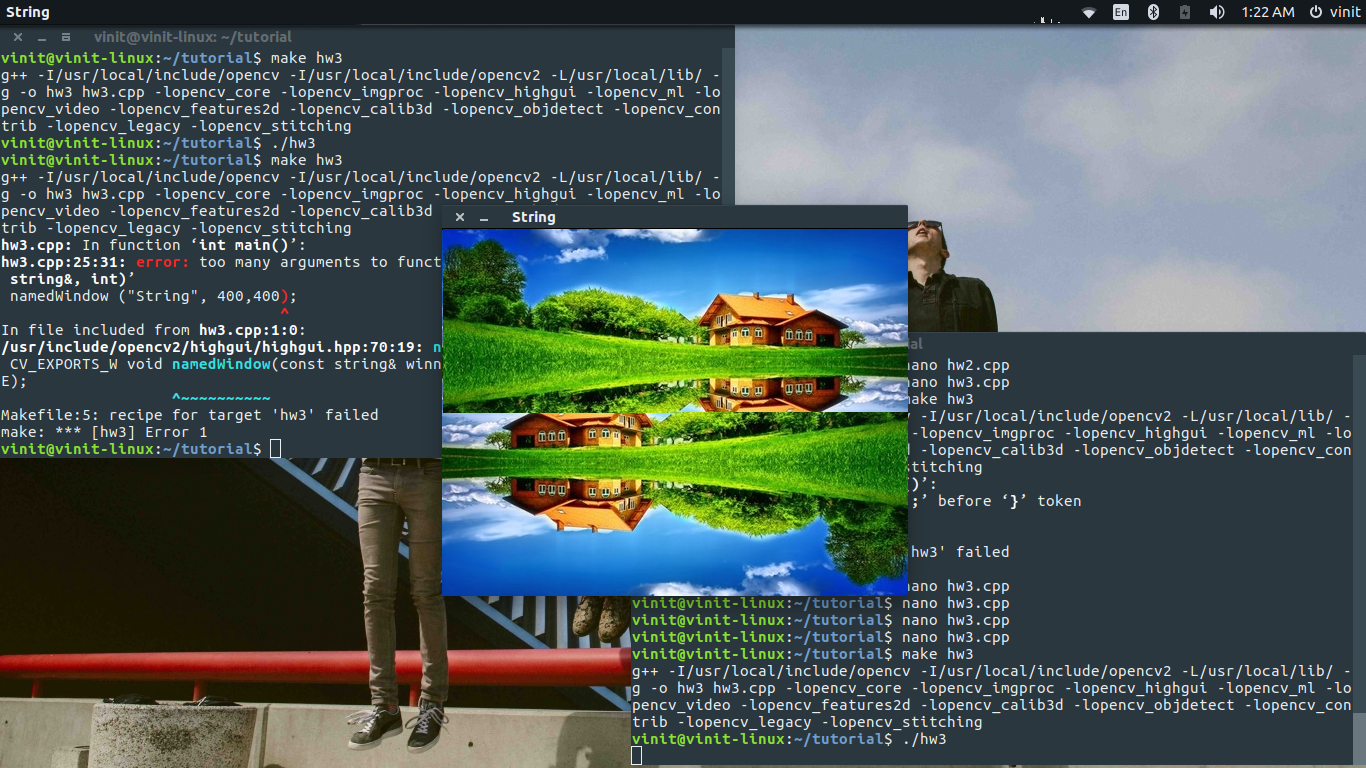 String
En
1:22 AM
vinit
vinit@vinit-linux: ~/tutorial
vinit@vinit-linux:~/tutorial$ make hw3
g++ -I/usr/local/include/opencv -I/usr/local/include/opencv2 -L/usr/local/lib/ -
g -o hw3 hw3.cpp -lopencv_core -lopencv_imgproc -lopencv_highgui -lopencv_ml -lo
pencv_video -lopencv_features2d -lopencv_calib3d -lopencv_objdetect -lopencv_con
trib -lopencv_legacy -lopencv_stitching
vinit@vinit-linux:~/tutorial$ ./hw3
vinit@vinit-linux:~/tutorial$ make hw3
g++ -I/usr/local/include/opencv -I/usr/local/include/opencv2 -L/usr/local/lib/ -
g -o hw3 hw3.cpp -lopencv_core -lopencv_imgproc -lopencv_highgui -lopencv_ml -lo
pencv_video -lopencv_features2d -lopencv_calib3d
trib -lopencv_legacy -lopencv_stitching
hw3.cpp: In function ‘int main()’:
hw3.cpp:25:31: error: too many arguments to funct
string&, int)’
namedWindow ("String", 400,400);
^
In file included from hw3.cpp:1:0:
/usr/include/opencv2/highgui/highgui.hpp:70:19: n
CV_EXPORTS_W void namedWindow(const string& winn
E);
^~~~~~~~~~~
Makefile:5: recipe for target 'hw3' failed
make: *** [hw3] Error 1
vinit@vinit-linux:~/tutorial$
String
ial
nano hw2.cpp
nano hw3.cpp
make hw3
-I/usr/local/include/opencv2 -L/usr/local/lib/ -
-lopencv_imgproc -lopencv_highgui -lopencv_ml -lo
d -lopencv_calib3d -lopencv_objdetect -lopencv_con
stitching
)’:
;’ before ‘}’ token
hw3' failed
nano hw3.cpp
vinit@vinit-linux:~/tutorial$ nano hw3.cpp
vinit@vinit-linux:~/tutorial$ nano hw3.cpp
vinit@vinit-linux:~/tutorial$ nano hw3.cpp
vinit@vinit-linux:~/tutorial$ make hw3
g++ -I/usr/local/include/opencv -I/usr/local/include/opencv2 -L/usr/local/lib/ -
g -o hw3 hw3.cpp -lopencv_core -lopencv_imgproc -lopencv_highgui -lopencv_ml -lo
pencv_video -lopencv_features2d -lopencv_calib3d -lopencv_objdetect -lopencv_con
trib -lopencv_legacy -lopencv_stitching
vinit@vinit-linux:~/tutorial$ ./hw3